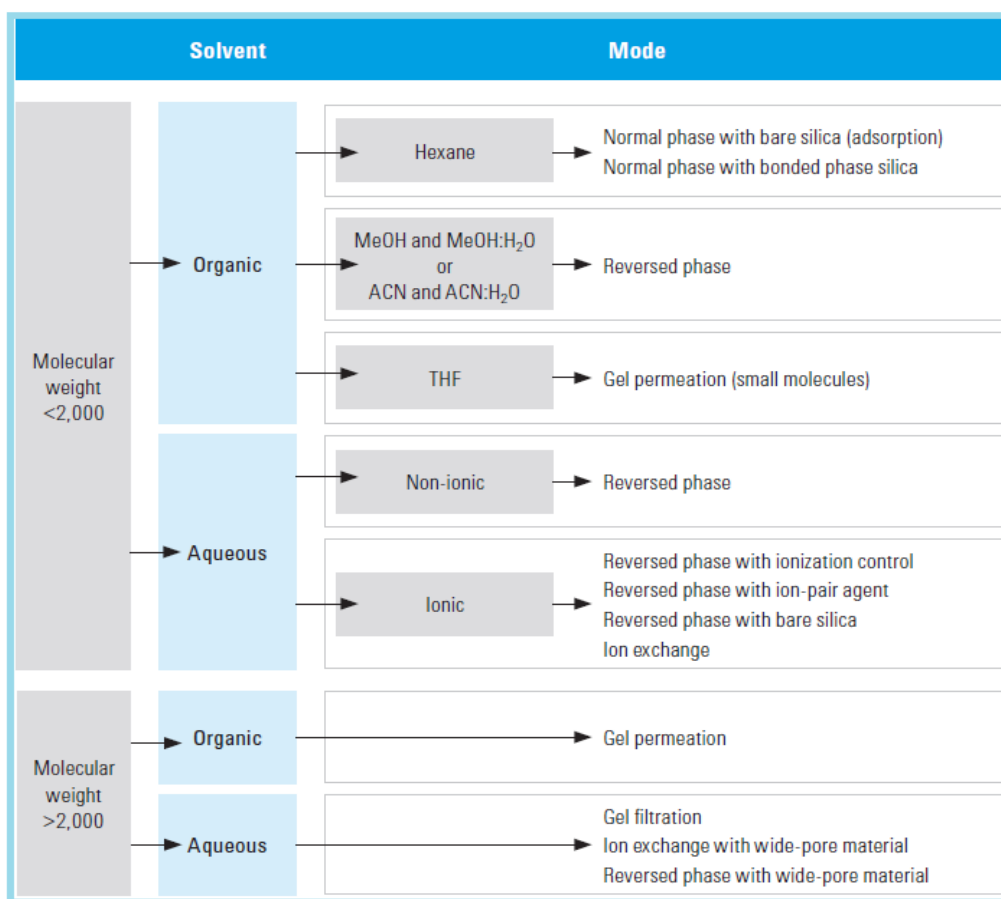 Solvent
Mode
Molecular
weight
<2,000
Organic
Hexane
Normal phase with bare silica (adsorption)
Normal phase with bonded phase silica
MeOH and MeOH:H₂O
or
ACN and ACN:H₂O
Reversed phase
THF
Gel permeation (small molecules)
Aqueous
Non-ionic
Reversed phase
Ionic
Reversed phase with ionization control
Reversed phase with ion-pair agent
Reversed phase with bare silica
Ion exchange
Molecular
weight
>2,000
Organic
Gel permeation
Aqueous
Gel filtration
Ion exchange with wide-pore material
Reversed phase with wide-pore material